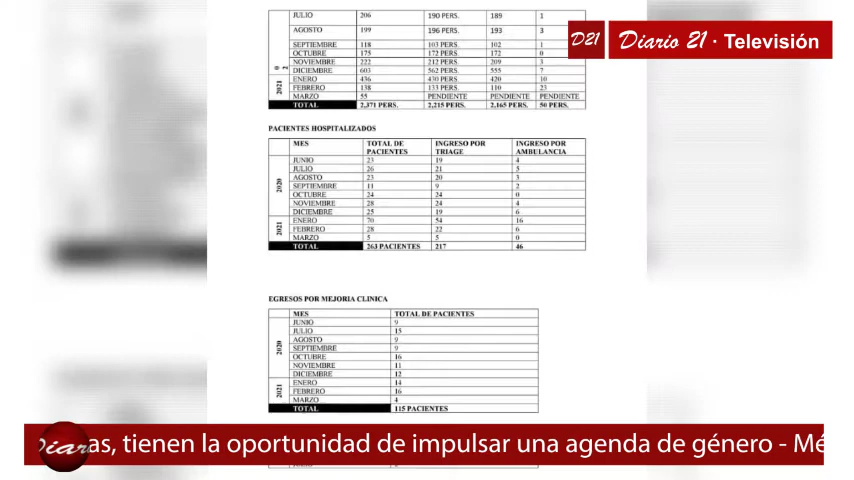 JULIO 206 190 PERS. 189 1
AGOSTO 199 196 PERS. 193 3
SEPTIEMBRE 118 103 PERS. 102 1
OCTUBRE 175 172 PERS. 172 0
NOVIEMBRE 222 212 PERS. 209 3
DICIEMBRE 603 562 PERS. 555 7
2021 ENERO 436 430 PERS. 420 10
FEBRERO 138 133 PERS. 110 23
MARZO 55 PENDIENTE PENDIENTE PENDIENTE
TOTAL 2,371 PERS. 2,215 PERS. 2,165 PERS. 50 PERS.
D21 Diario 21 · Televisión
PACIENTES HOSPITALIZADOS
MES TOTAL DE PACIENTES INGRESO POR TRIAGE INGRESO POR AMBULANCIA
2020 JUNIO 23 19 4
JULIO 26 21 5
AGOSTO 23 20 3
SEPTIEMBRE 11 9 2
OCTUBRE 24 24 0
NOVIEMBRE 28 24 4
DICIEMBRE 25 19 6
2021 ENERO 70 54 16
FEBRERO 28 22 6
MARZO 5 5 0
TOTAL 263 PACIENTES 217 46
EGRESOS POR MEJORIA CLINICA
MES TOTAL DE PACIENTES
2020 JUNIO 9
JULIO 15
AGOSTO 9
SEPTIEMBRE 9
OCTUBRE 16
NOVIEMBRE 11
DICIEMBRE 12
2021 ENERO 14
FEBRERO 16
MARZO 4
TOTAL 115 PACIENTES
Diario as, tienen la oportunidad de impulsar una agenda de género - Mé